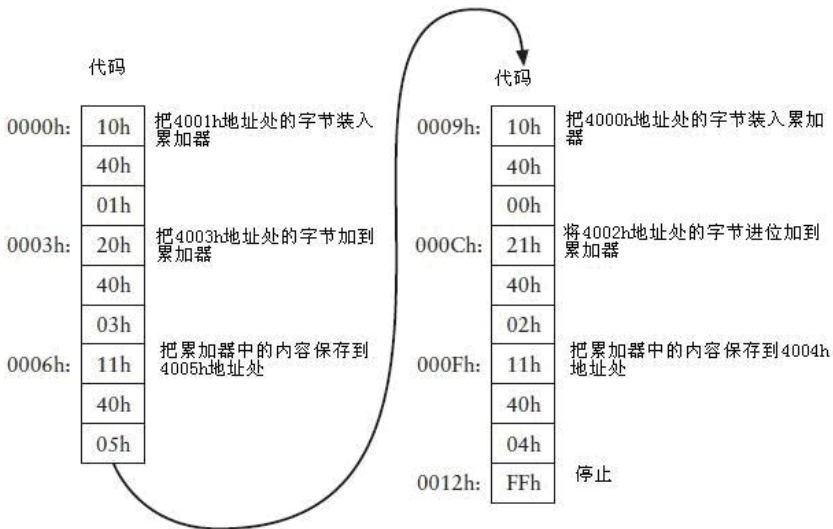 代码
0000h: 10h 把4001h地址处的字节装入
累加器
40h
01h
0003h: 20h 把4003h地址处的字节加到
累加器
40h
03h
0006h: 11h 把累加器中的内容保存到
4005h地址处
40h
05h
代码
0009h: 10h 把4000h地址处的字节装入累加
器
40h
00h
000Ch: 21h 将4002h地址处的字节进位加到
累加器
40h
02h
000Fh: 11h 把累加器中的内容保存到4004h
地址处
40h
04h
0012h: FFh 停止